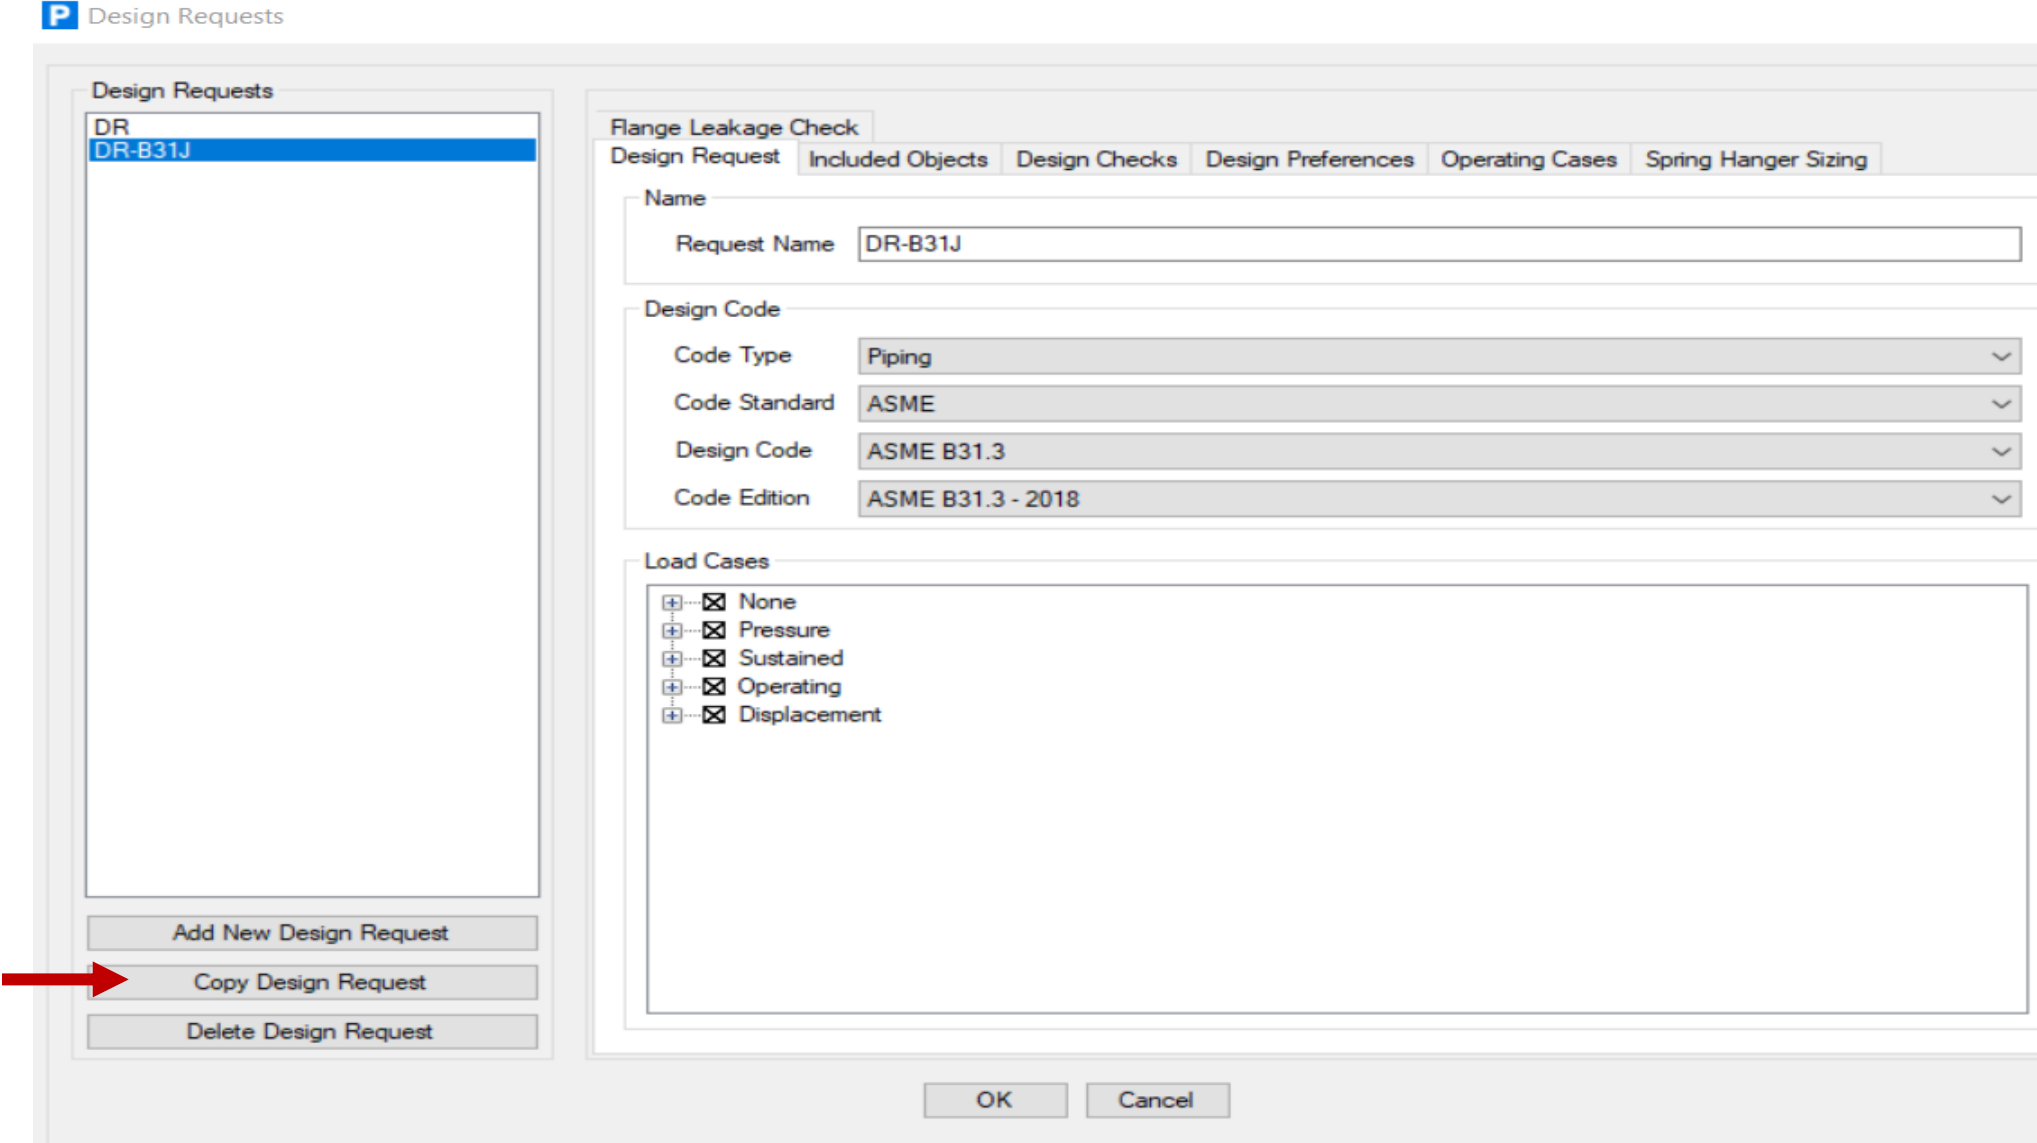 P Design Requests
Design Requests
DR
DR-B31J
Add New Design Request
Copy Design Request
Delete Design Request
Flange Leakage Check
Design Request Included Objects Design Checks Design Preferences Operating Cases Spring Hanger Sizing
Name
Request Name DR-B31J
Design Code
Code Type Piping
Code Standard ASME
Design Code ASME B31.3
Code Edition ASME B31.3 - 2018
Load Cases
None
Pressure
Sustained
Operating
Displacement
OK Cancel